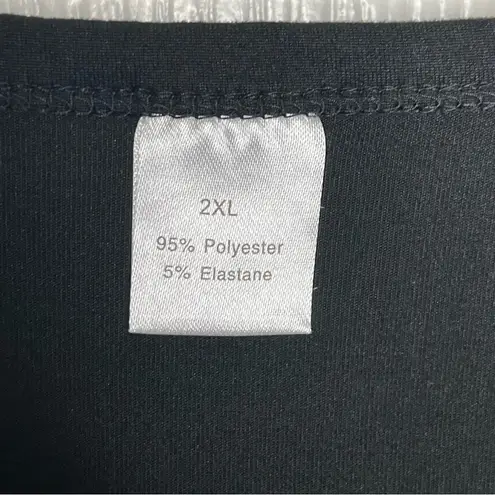 2XL
95% Polyester
5% Elastane